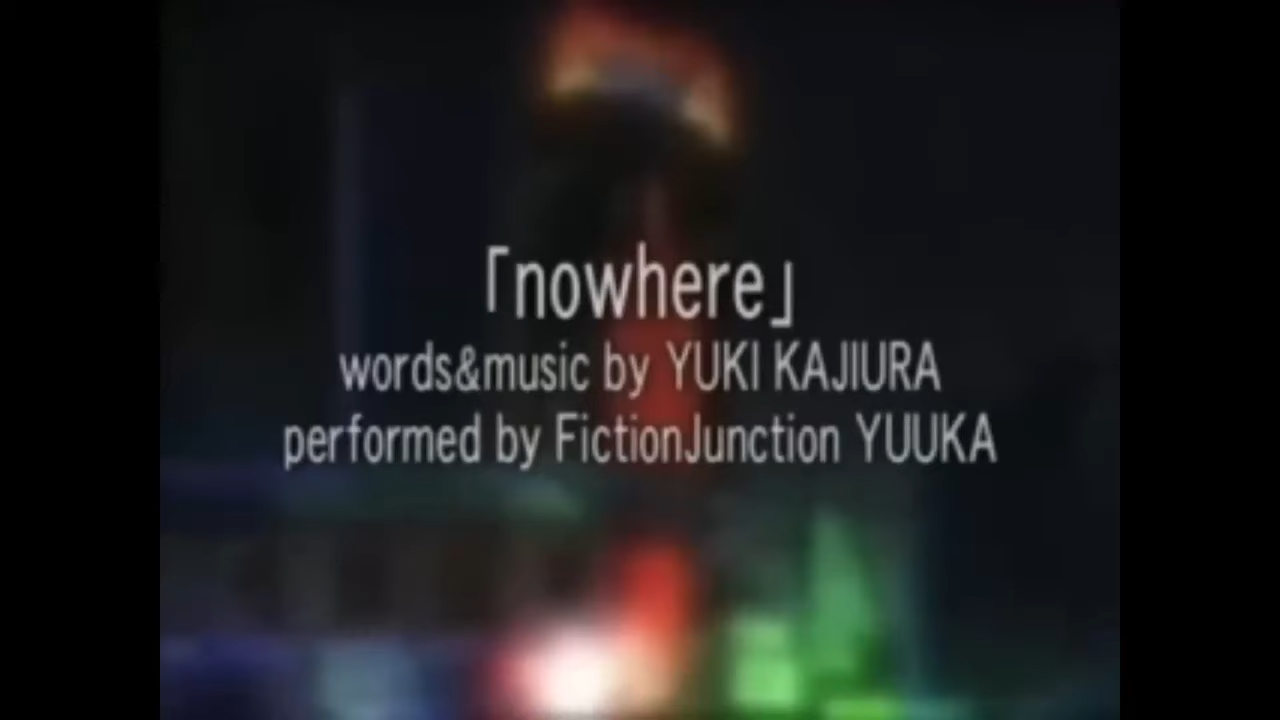 「nowhere」
words&music by YUKI KAJIURA
performed by FictionJunction YUUKA